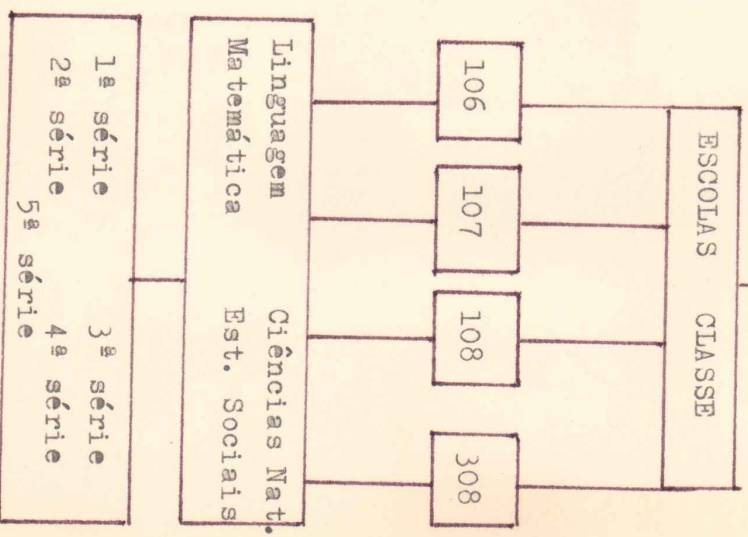 ESCOLAS CLASSE
106 107 108 308
Linguagem Ciências Nat.
Matemática Est. Sociais
1ª série 3ª série
2ª série 4ª série
5ª série